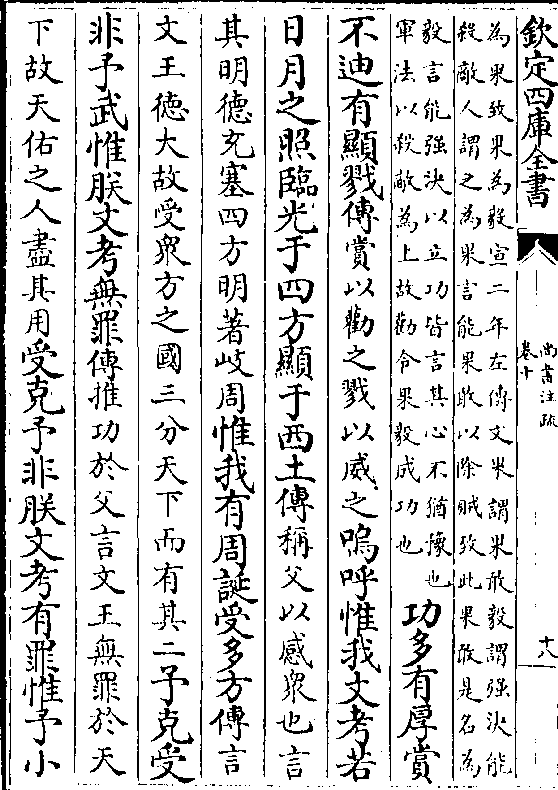 欽定四庫全書
尚書注疏
卷十
十八
為果致果為毅宣二年左傳文果謂果敢毅謂強決能
殺敵人謂之為果言能果敢以除賊致此果敢是名為
毅言能強決以立功皆言其心不猶豫也
軍法以殺敵為上故勸令果毅成功也
功多有厚賞
不迪有顯戮傳賞以勸之戮以威之嗚呼惟我文考若
日月之照臨光于四方顯于西土傳稱父以感衆也言
其明德充塞四方明著岐周惟我有周誕受多方傳言
文王德大故受衆方之國三分天下而有其二予克受
非予武惟朕文考無罪傳推功於父言文王無罪於天
下故天佑之人盡其用受克予非朕文考有罪惟予小